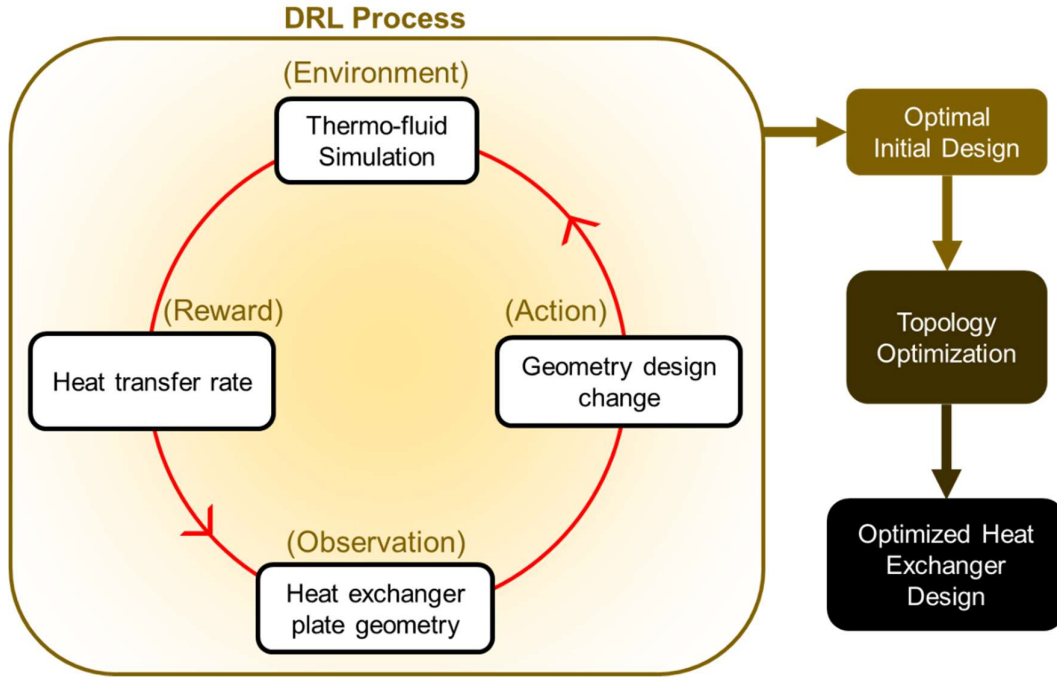 DRL Process
(Environment)
Thermo-fluid
Simulation
(Reward)
Heat transfer rate
(Action)
Geometry design
change
(Observation)
Heat exchanger
plate geometry
Optimal
Initial Design
Topology
Optimization
Optimized Heat
Exchanger
Design